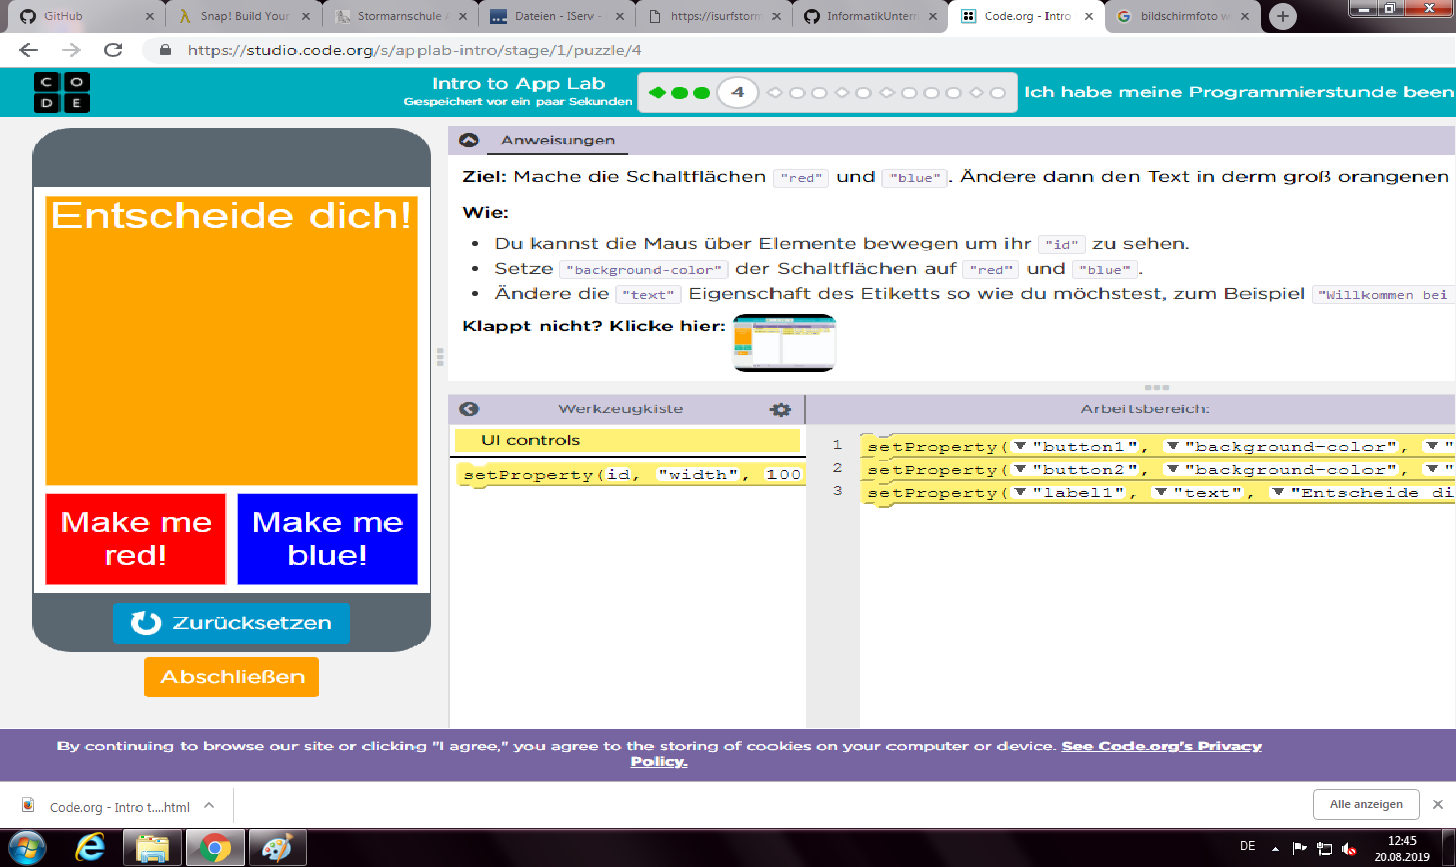 GitHub
Snap! Build Your
Stormarnschule
Dateien - IServ -
https://isurfstorm
InformatikUnterri
Code.org - Intro
bildschirmfoto w
https://studio.code.org/s/applab-intro/stage/1/puzzle/4
C O
D E
Intro to App Lab
Gespeichert vor ein paar Sekunden
4
Ich habe meine Programmierstunde been
Anweisungen
Ziel: Mache die Schaltflächen "red" und "blue". Ändere dann den Text in derm groß orangenen
Wie:
• Du kannst die Maus über Elemente bewegen um ihr "id" zu sehen.
• Setze "background-color" der Schaltflächen auf "red" und "blue".
• Ändere die "text" Eigenschaft des Etiketts so wie du möchstest, zum Beispiel "Willkommen bei
Klappt nicht? Klicke hier:
Entscheide dich!
Make me
red!
Make me
blue!
Zurücksetzen
Abschließen
Werkzeugkiste
Arbeitsbereich:
UI controls
setProperty(id, "width", 100
1 setProperty(▼"button1", ▼"background-color", ▼"
2 setProperty(▼"button2", ▼"background-color", ▼"
3 setProperty(▼"label1", ▼"text", ▼"Entscheide di
By continuing to browse our site or clicking "I agree," you agree to the storing of cookies on your computer or device. See Code.org's Privacy
Policy.
Code.org - Intro t....html
Alle anzeigen
DE
12:45
20.08.2019